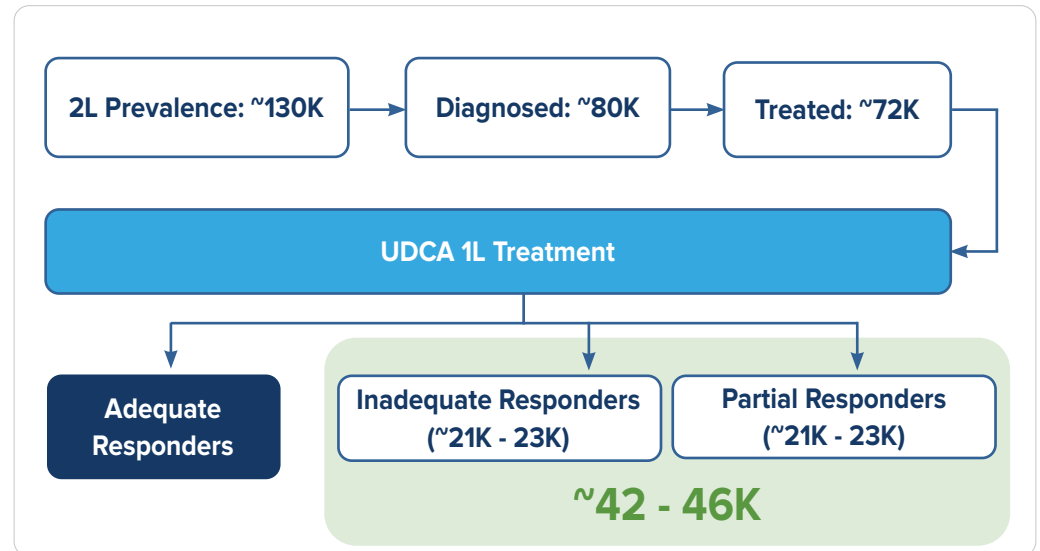 2L Prevalence: ~130K
Diagnosed: ~80K
Treated: ~72K
UDCA 1L Treatment
Adequate
Responders
Inadequate Responders
(~21K - 23K)
Partial Responders
(~21K - 23K)
~42 - 46K